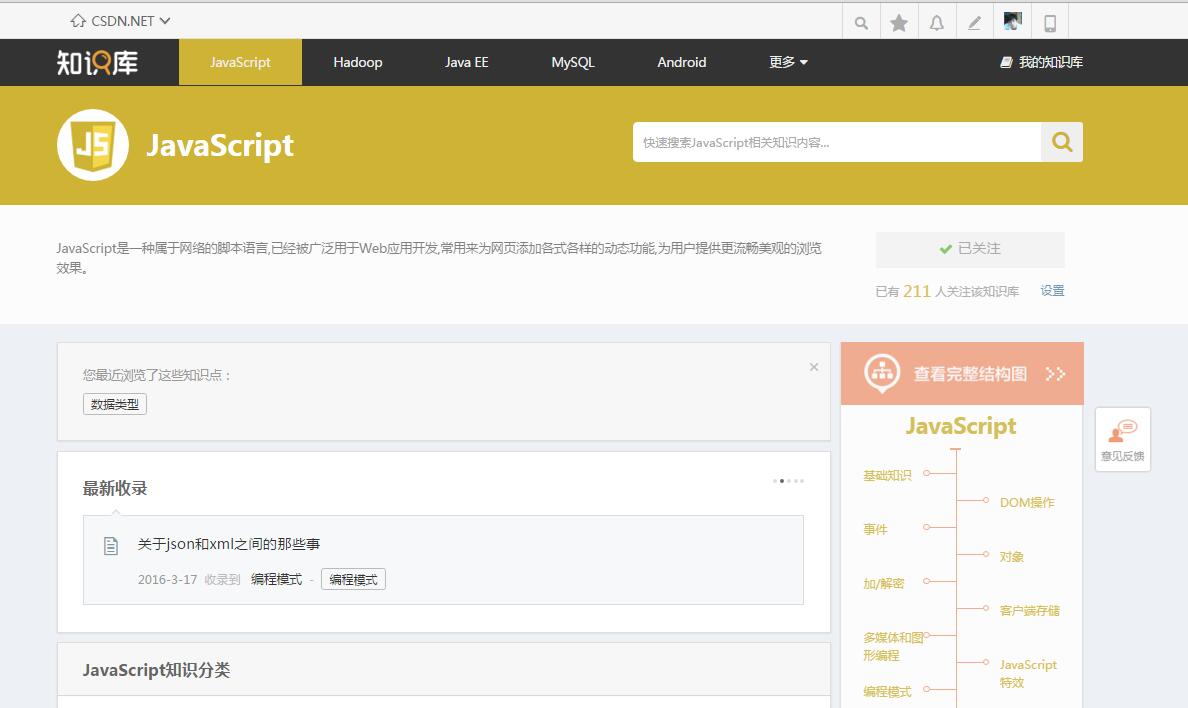 CSDN.NET
知识库
JavaScript
Hadoop
Java EE
MySQL
Android
更多
我的知识库
JS
JavaScript
快速搜索JavaScript相关知识内容...
JavaScript是一种属于网络的脚本语言,已经被广泛用于Web应用开发,常用来为网页添加各式各样的动态功能,为用户提供更流畅美观的浏览
效果。
已关注
已有 211 人关注该知识库 设置
您最近浏览了这些知识点：
×
数据类型
最新收录
关于json和xml之间的那些事
2016-3-17 收录到 编程模式 - 编程模式
JavaScript知识分类
查看完整结构图
JavaScript
基础知识
DOM操作
事件
对象
加/解密
客户端存储
多媒体和图
形编程
JavaScript
特效
编程模式
意见反馈